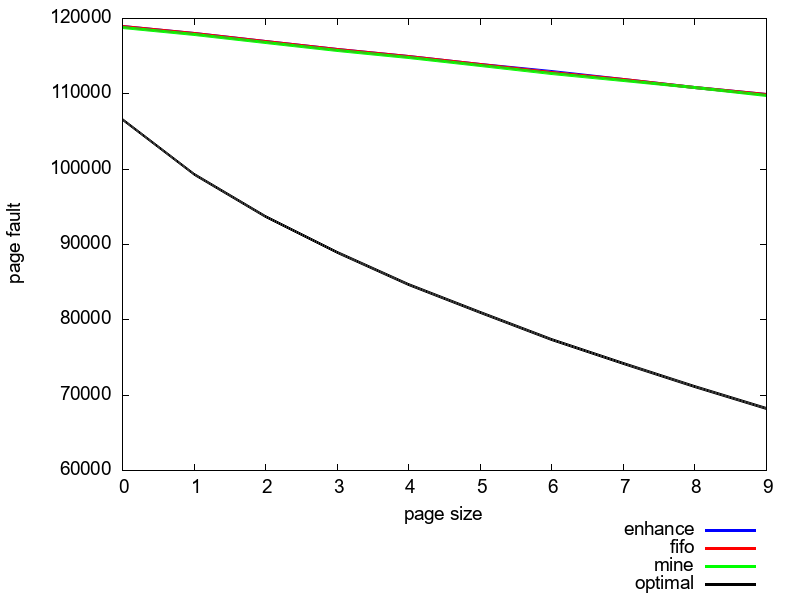 120000
110000
100000
90000
80000
70000
60000
page fault
0 1 2 3 4 5 6 7 8 9
page size
enhance
fifo
mine
optimal